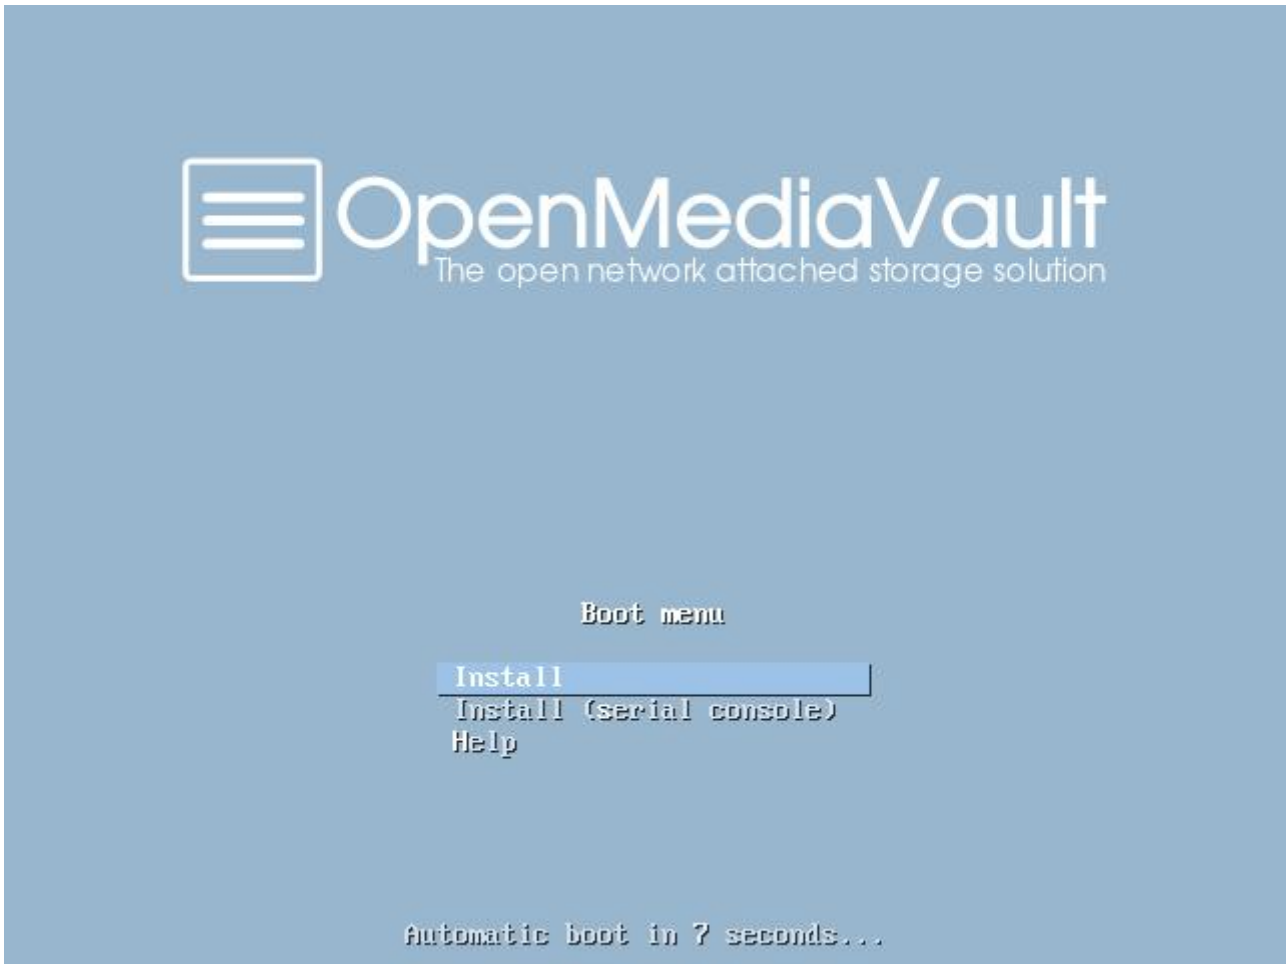 OpenMediaVault
The open network attached storage solution
Boot menu
Install
Install (serial console)
Help
Automatic boot in 7 seconds...